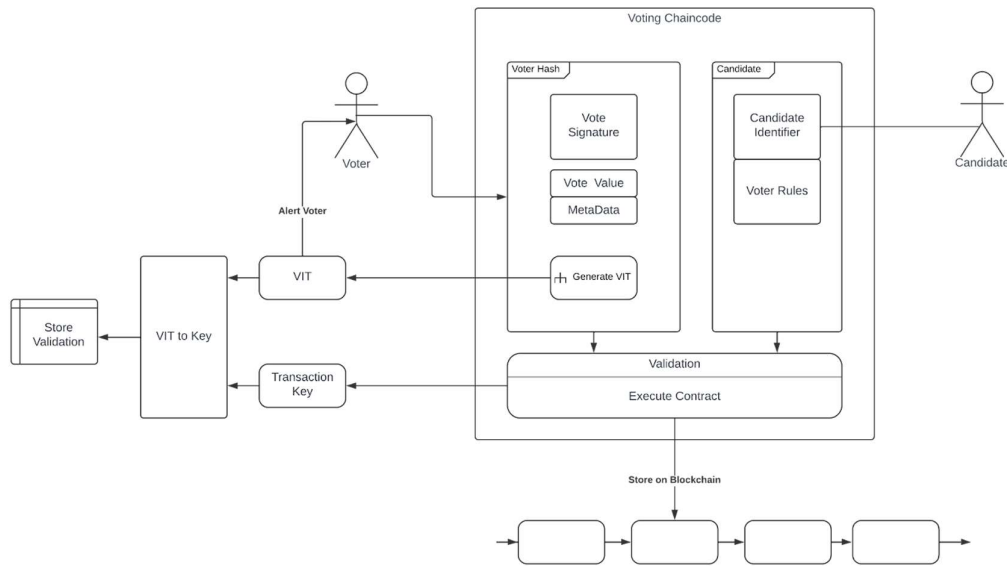 Voting Chaincode
Voter Hash
Candidate
Vote
Signature
Candidate
Identifier
Voter
Candidate
Vote Value
Voter Rules
MetaData
Alert Voter
VIT
Generate VIT
Store
Validation
VIT to Key
Validation
Transaction
Key
Execute Contract
Store on Blockchain